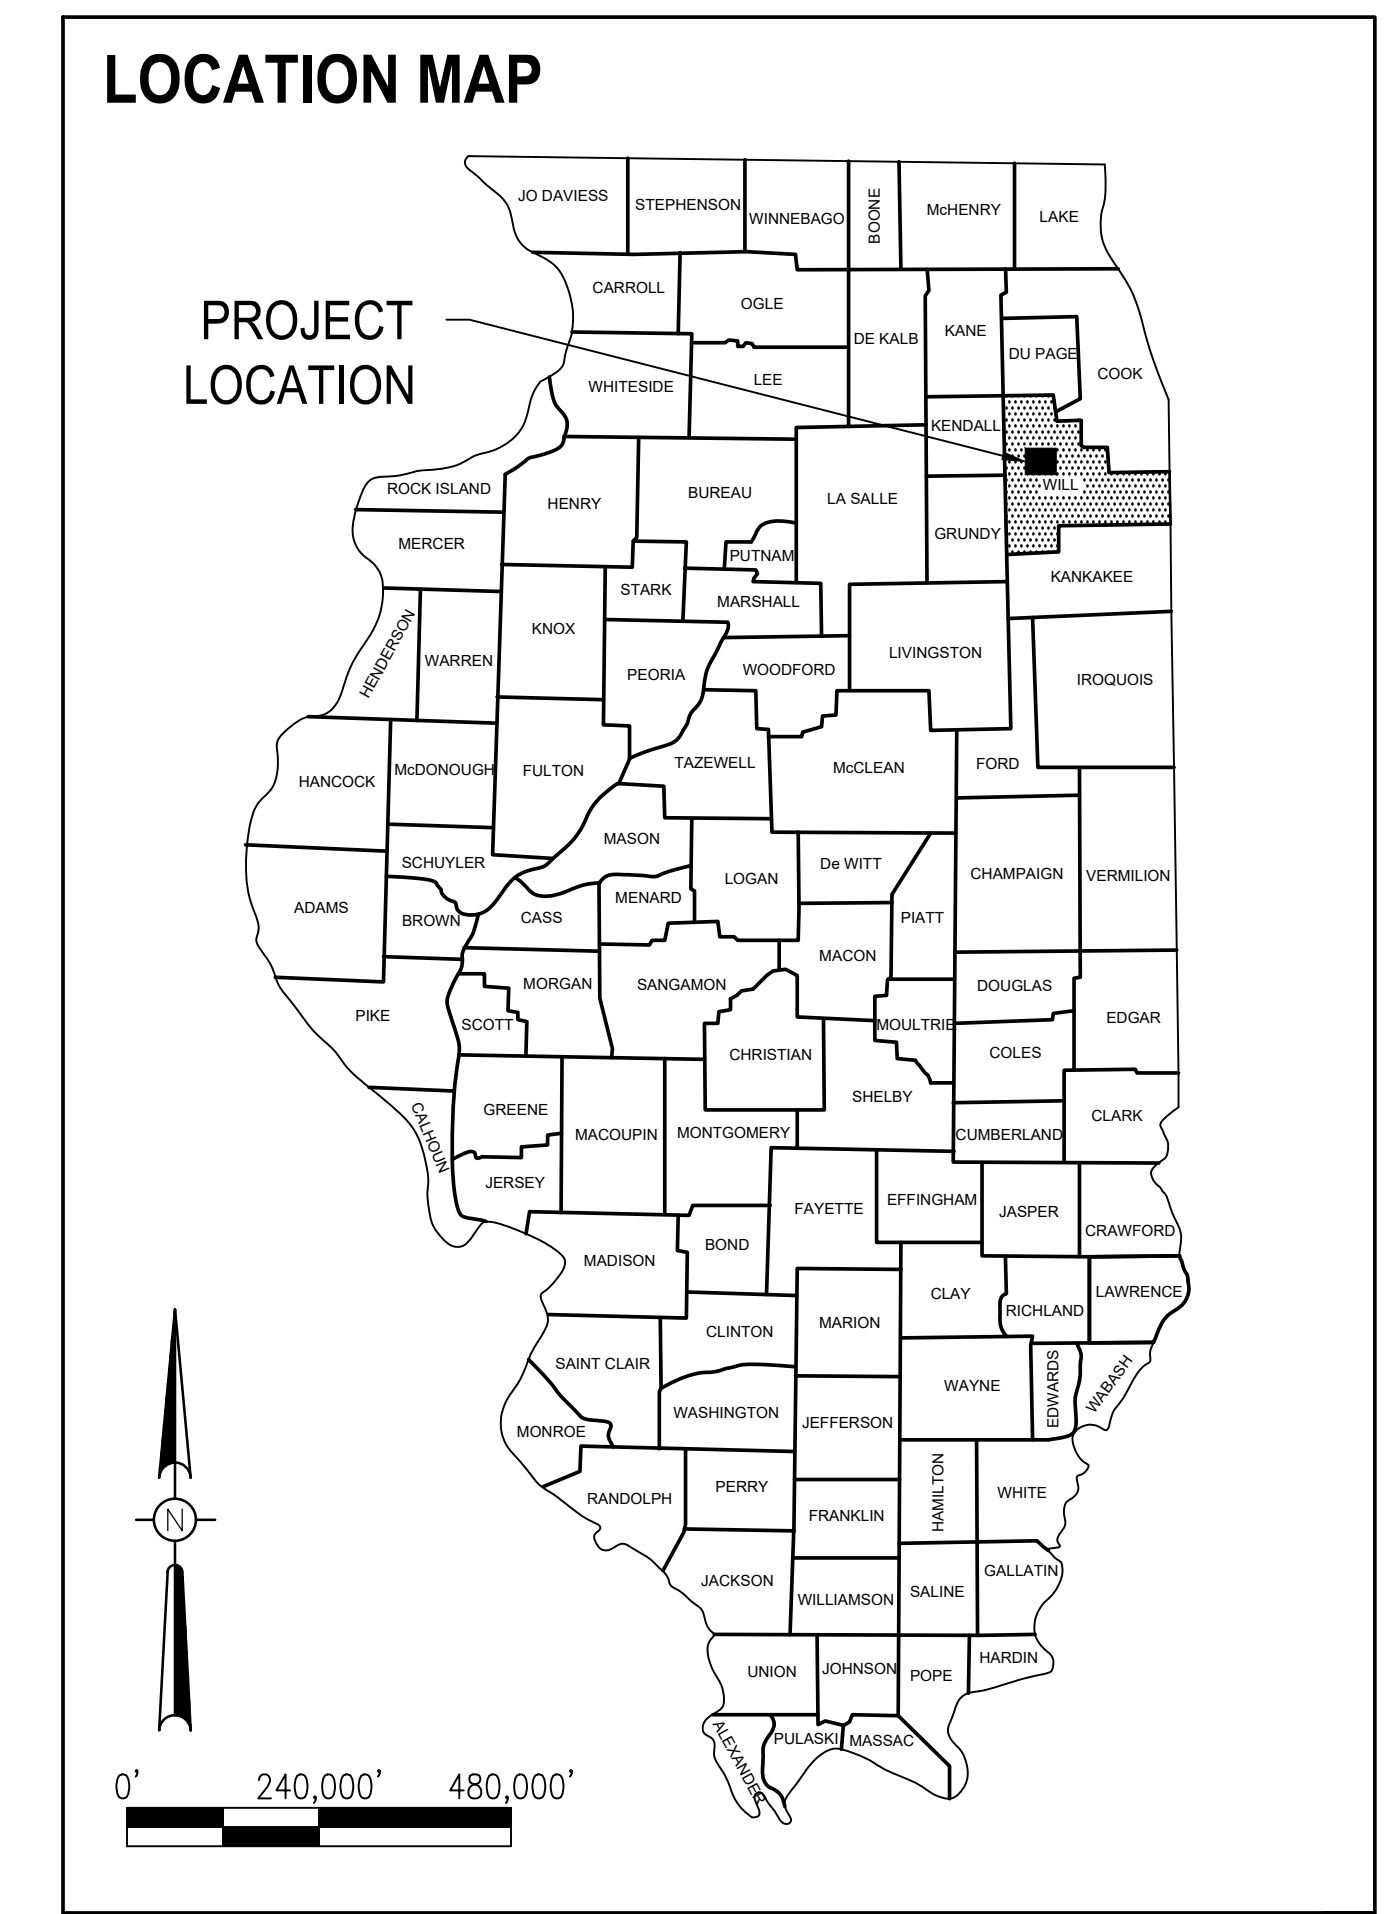 LOCATION MAP
JO DAVIESS
STEPHENSON
WINNEBAGO
BOONE
McHENRY
LAKE
CARROLL
OGLE
DE KALB
KANE
DU PAGE
COOK
PROJECT
LOCATION
WHITESIDE
LEE
KENDALL
ROCK ISLAND
HENRY
BUREAU
LA SALLE
WILL
MERCER
PUTNAM
GRUNDY
KANKAKEE
STARK
MARSHALL
HENDERSON
WARREN
KNOX
PEORIA
WOODFORD
LIVINGSTON
IROQUOIS
HANCOCK
McDONOUGH
FULTON
TAZEWELL
McCLEAN
FORD
MASON
SCHUYLER
LOGAN
De WITT
CHAMPAIGN
VERMILION
ADAMS
BROWN
CASS
MENARD
PIATT
MACON
PIKE
SCOTT
MORGAN
SANGAMON
DOUGLAS
EDGAR
CHRISTIAN
MOULTRIE
COLES
CALHOUN
GREENE
MACOUPIN
MONTGOMERY
SHELBY
CUMBERLAND
CLARK
JERSEY
FAYETTE
EFFINGHAM
JASPER
CRAWFORD
MADISON
BOND
CLAY
RICHLAND
LAWRENCE
CLINTON
MARION
SAINT CLAIR
WAYNE
EDWARDS
WABASH
MONROE
WASHINGTON
JEFFERSON
RANDOLPH
PERRY
FRANKLIN
HAMILTON
WHITE
N
JACKSON
WILLIAMSON
SALINE
GALLATIN
UNION
JOHNSON
POPE
HARDIN
ALEXANDER
PULASKI
MASSAC
0' 240,000' 480,000'